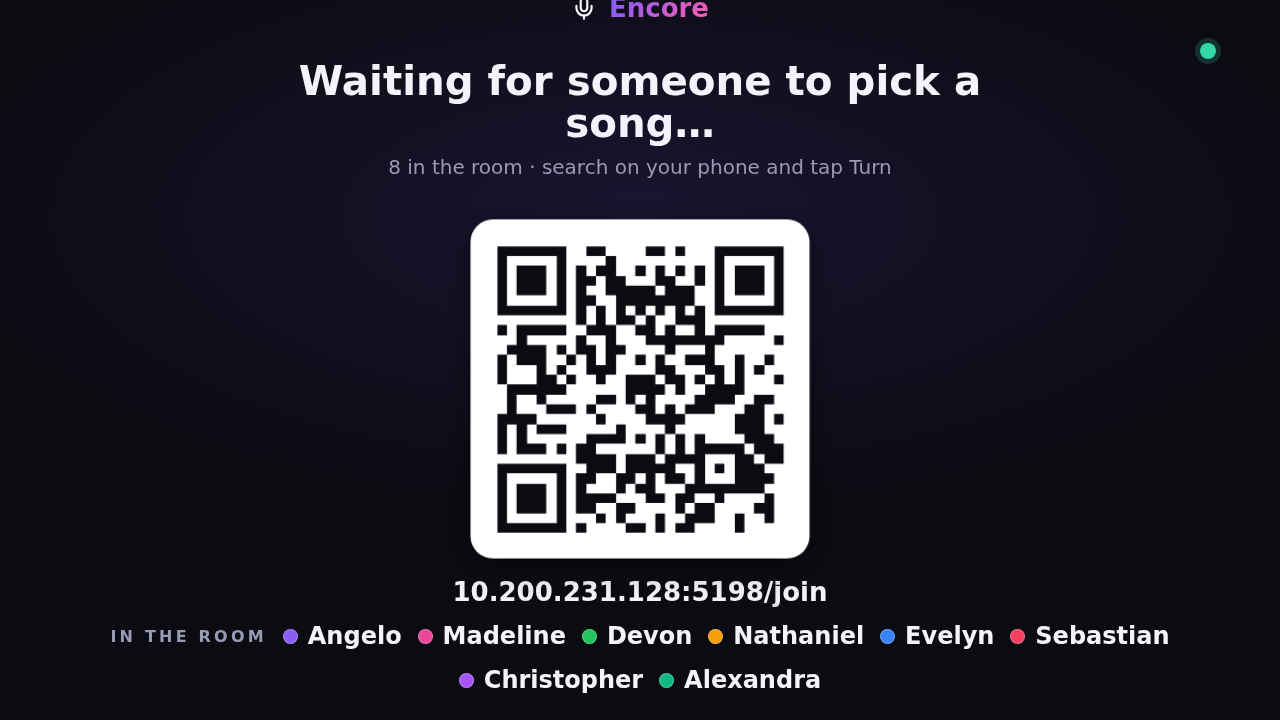 Encore
Waiting for someone to pick a
song…
8 in the room · search on your phone and tap Turn
10.200.231.128:5198/join
IN THE ROOM Angelo Madeline Devon Nathaniel Evelyn Sebastian
Christopher Alexandra